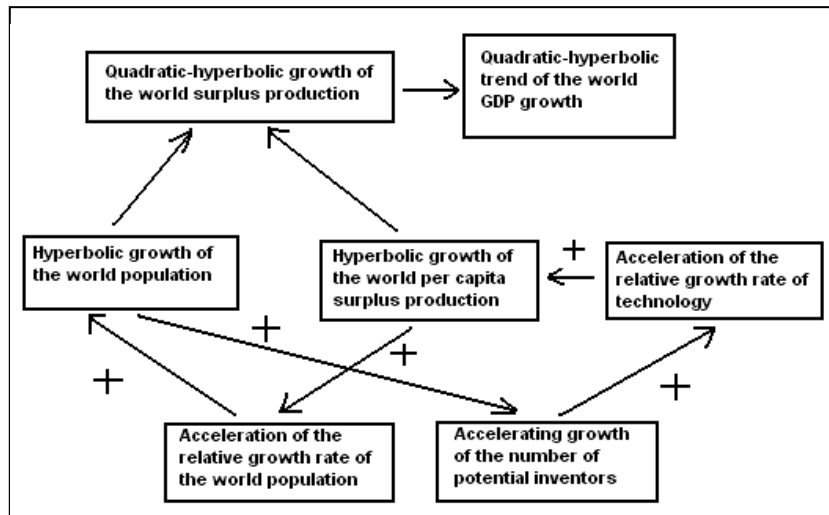 Quadratic-hyperbolic growth of
the world surplus production
Quadratic-hyperbolic
trend of the world
GDP growth
Hyperbolic growth of
the world population
Hyperbolic growth of
the world per capita
surplus production
+
Acceleration of the
relative growth rate of
technology
+
+
+
+
Acceleration of the
relative growth rate of
the world population
Accelerating growth
of the number of
potential inventors